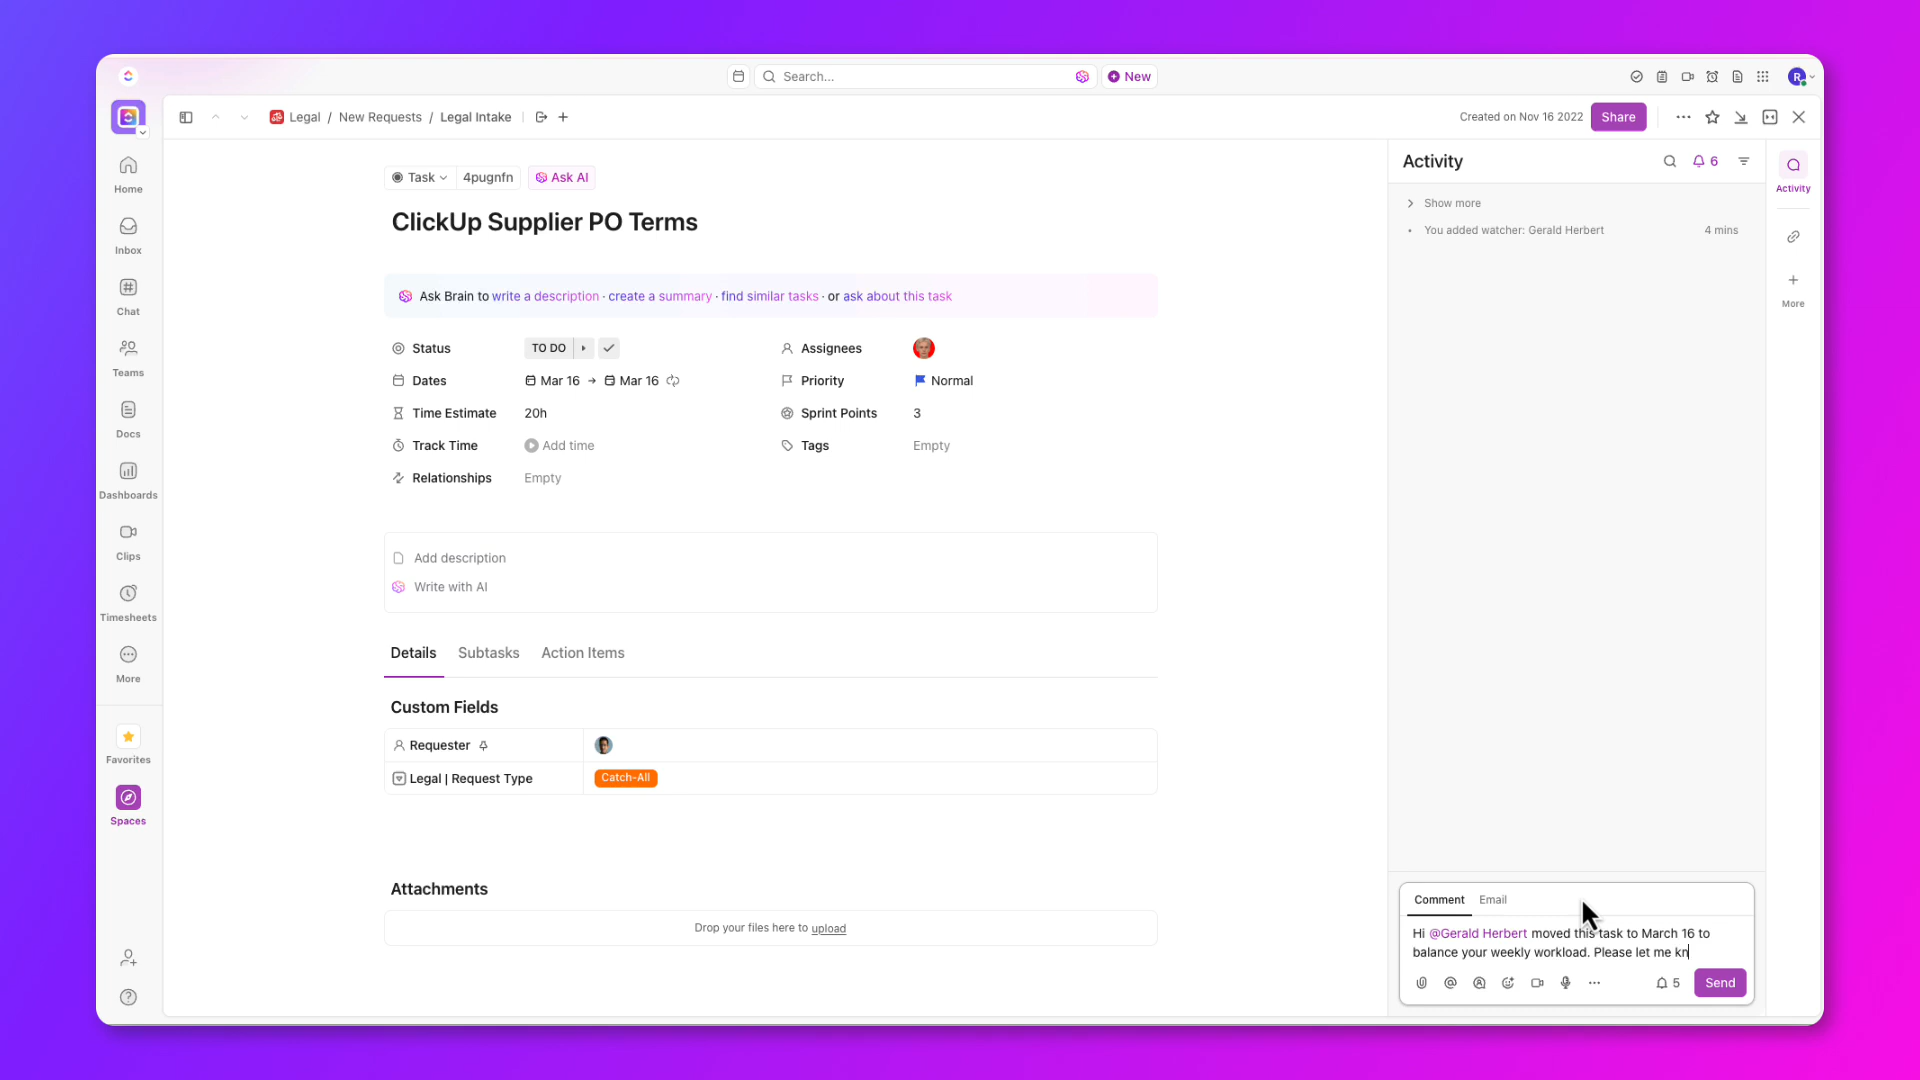 Search...
New
R
Legal / New Requests / Legal Intake
Created on Nov 16 2022
Share
Home
Inbox
Chat
Teams
Docs
Dashboards
Clips
Timesheets
More
Favorites
Spaces
Task
4pugnfn
Ask AI
ClickUp Supplier PO Terms
Ask Brain to write a description · create a summary · find similar tasks · or ask about this task
Status
TO DO
Assignees
Dates
Mar 16 → Mar 16
Priority
Normal
Time Estimate
20h
Sprint Points
3
Track Time
Add time
Tags
Empty
Relationships
Empty
Add description
Write with AI
Details
Subtasks
Action Items
Custom Fields
Requester
Legal | Request Type
Catch-All
Attachments
Drop your files here to upload
Activity
6
Show more
You added watcher: Gerald Herbert
4 mins
Comment
Email
Hi @Gerald Herbert moved this task to March 16 to
balance your weekly workload. Please let me kn
5
Send
Activity
More